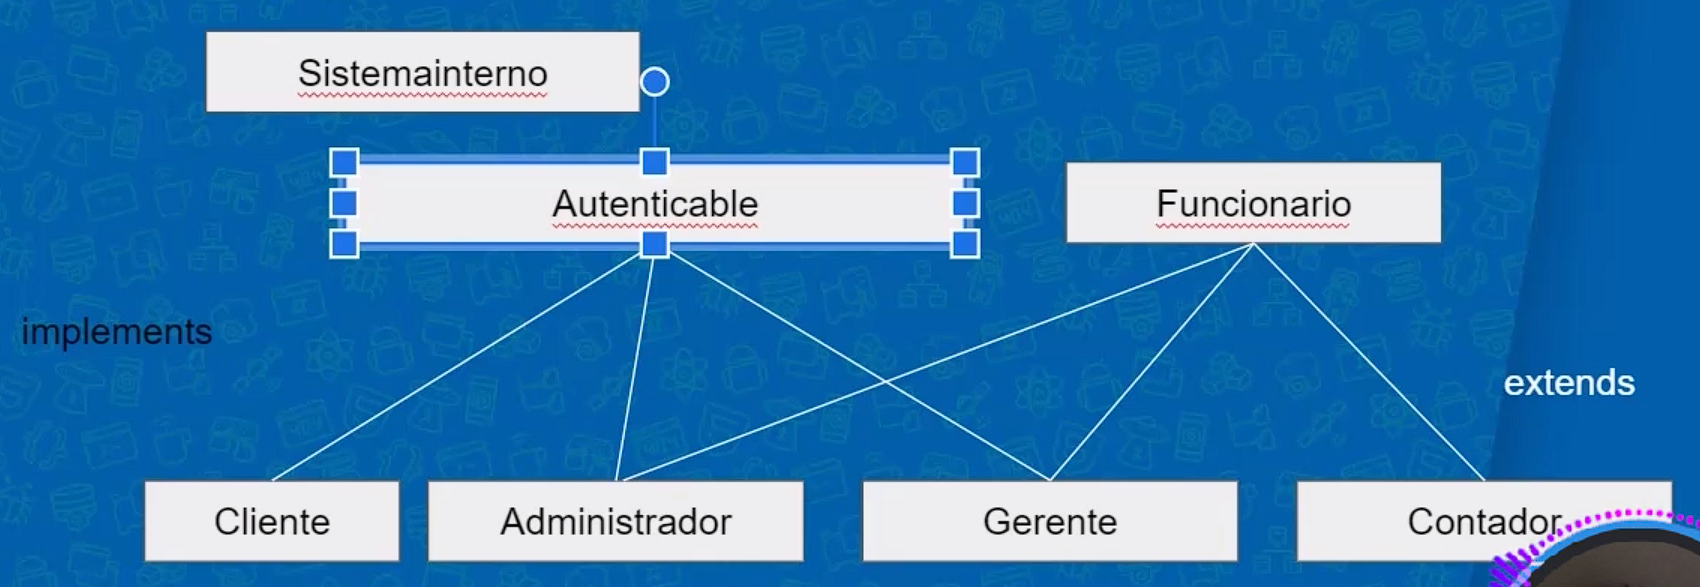 Sistemainterno
Autenticable
Funcionario
implements
extends
Cliente
Administrador
Gerente
Contador